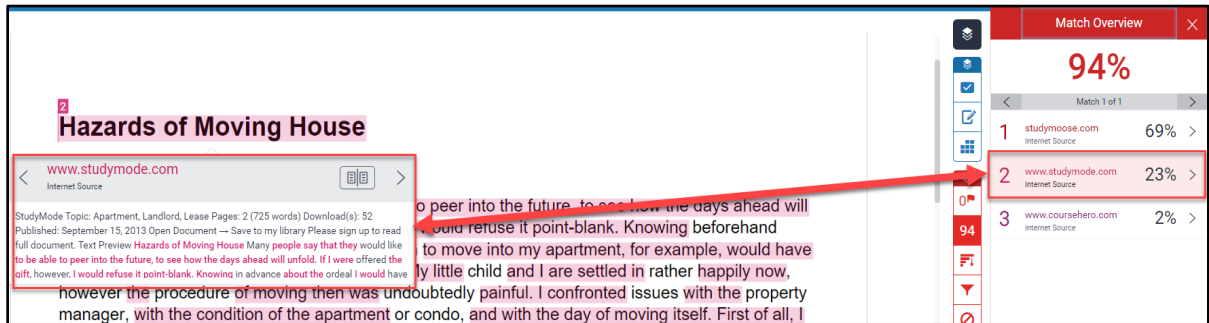 Match Overview
94%
Match 1 of 1
1 studymoose.com 69%
Internet Source
2 www.studymode.com 23%
Internet Source
3 www.coursehero.com 2%
Internet Source
0
94
2
Hazards of Moving House
www.studymode.com
Internet Source
StudyMode Topic: Apartment, Landlord, Lease Pages: 2 (725 words) Download(s): 52
Published: September 15, 2013 Open Document → Save to my library Please sign up to read
full document. Text Preview Hazards of Moving House Many people say that they would like
to be able to peer into the future, to see how the days ahead will unfold. If I were offered the
gift, however, I would refuse it point-blank. Knowing in advance about the ordeal I would have
o peer into the future, to see how the days ahead will
would refuse it point-blank. Knowing beforehand
to move into my apartment, for example, would have
My little child and I are settled in rather happily now,
however the procedure of moving then was undoubtedly painful. I confronted issues with the property
manager, with the condition of the apartment or condo, and with the day of moving itself. First of all, I